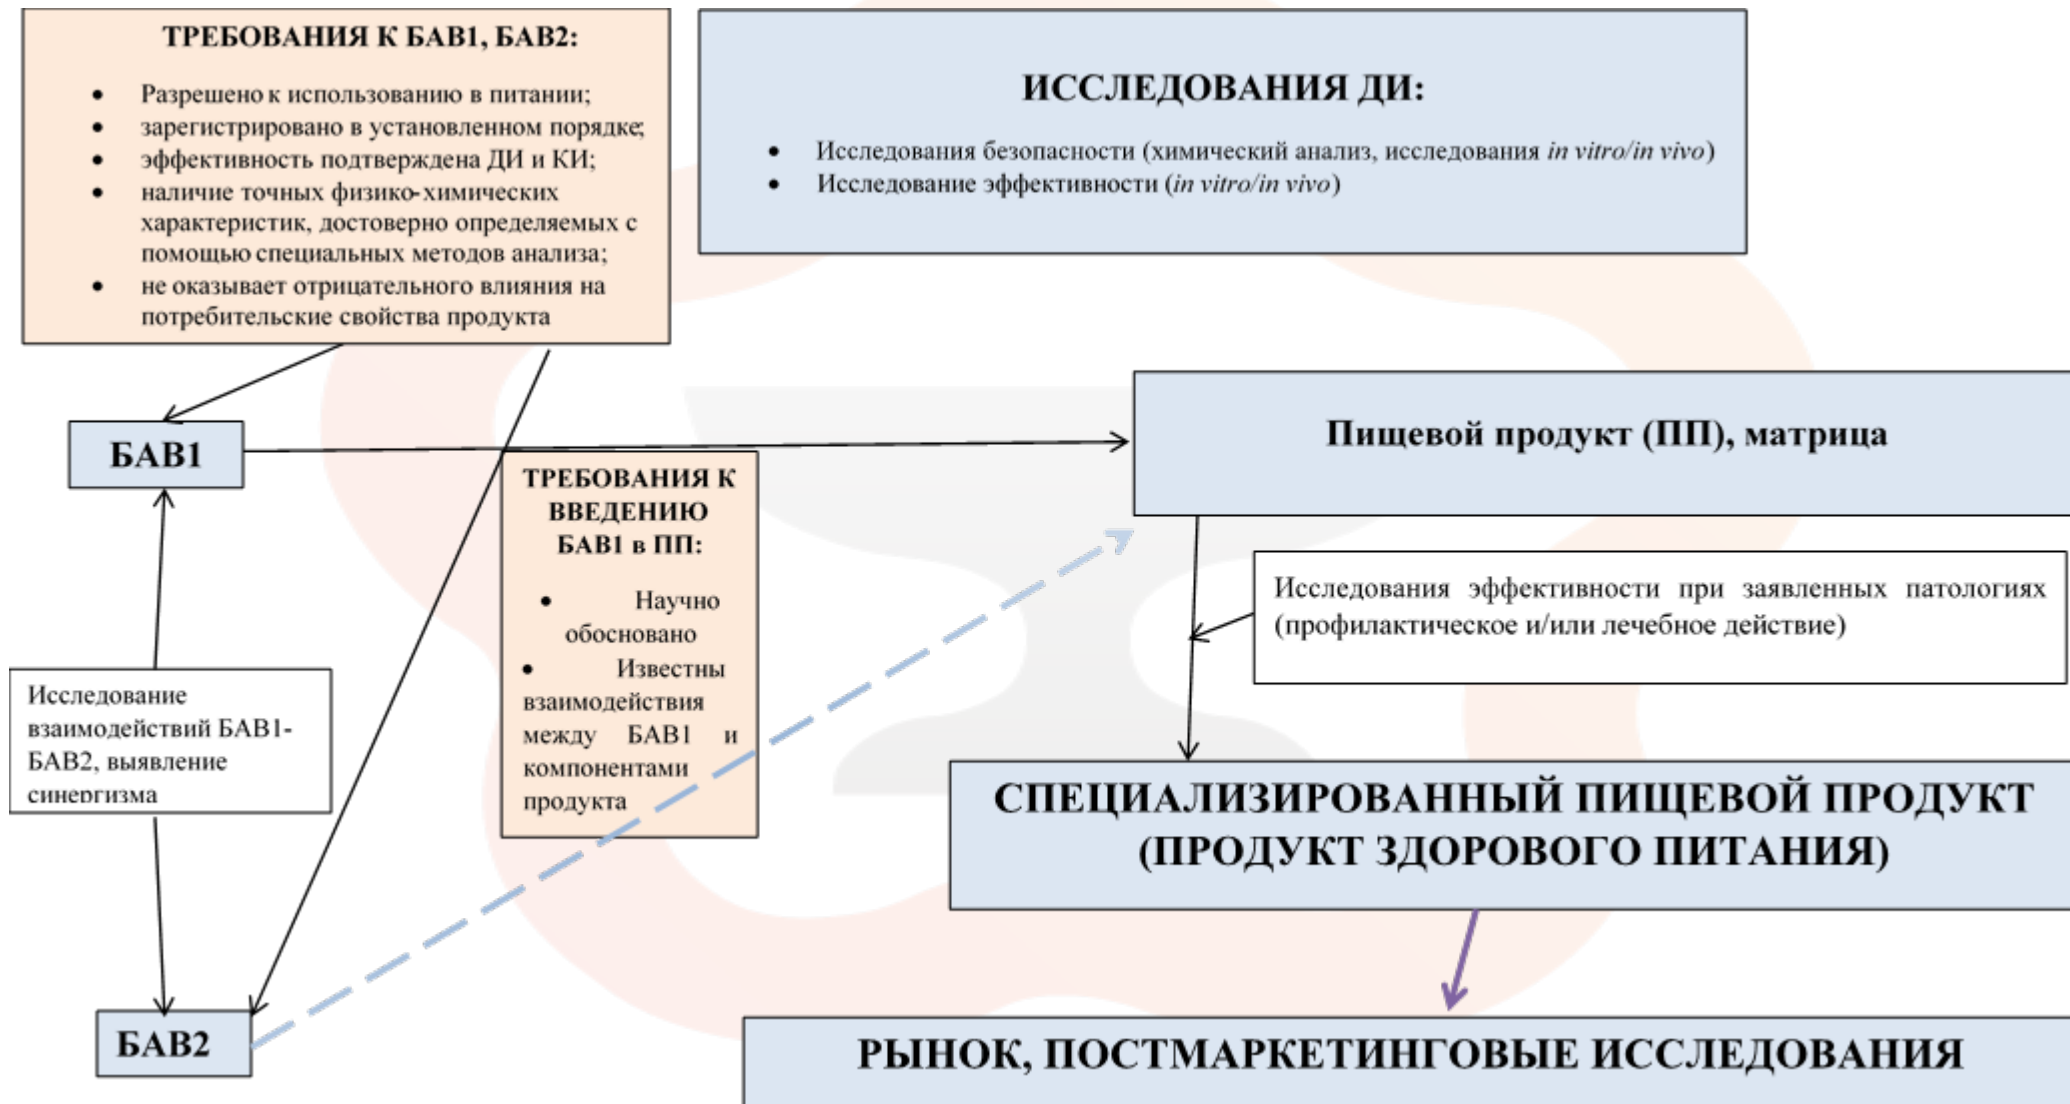 ТРЕБОВАНИЯ К БАВ1, БАВ2:
• Разрешено к использованию в питании;
• зарегистрировано в установленном порядке;
• эффективность подтверждена ДИ и КИ;
• наличие точных физико-химических
характеристик, достоверно определяемых с
помощью специальных методов анализа;
• не оказывает отрицательного влияния на
потребительские свойства продукта
ИССЛЕДОВАНИЯ ДИ:
• Исследования безопасности (химический анализ, исследования in vitro/in vivo)
• Исследование эффективности (in vitro/in vivo)
БАВ1
Пищевой продукт (ПП), матрица
ТРЕБОВАНИЯ К
ВВЕДЕНИЮ
БАВ1 в ПП:
• Научно
обосновано
• Известны
взаимодействия
между БАВ1 и
компонентами
продукта
Исследования эффективности при заявленных патологиях
(профилактическое и/или лечебное действие)
Исследование
взаимодействий БАВ1-
БАВ2, выявление
синергизма
СПЕЦИАЛИЗИРОВАННЫЙ ПИЩЕВОЙ ПРОДУКТ
(ПРОДУКТ ЗДОРОВОГО ПИТАНИЯ)
БАВ2
РЫНОК, ПОСТМАРКЕТИНГОВЫЕ ИССЛЕДОВАНИЯ